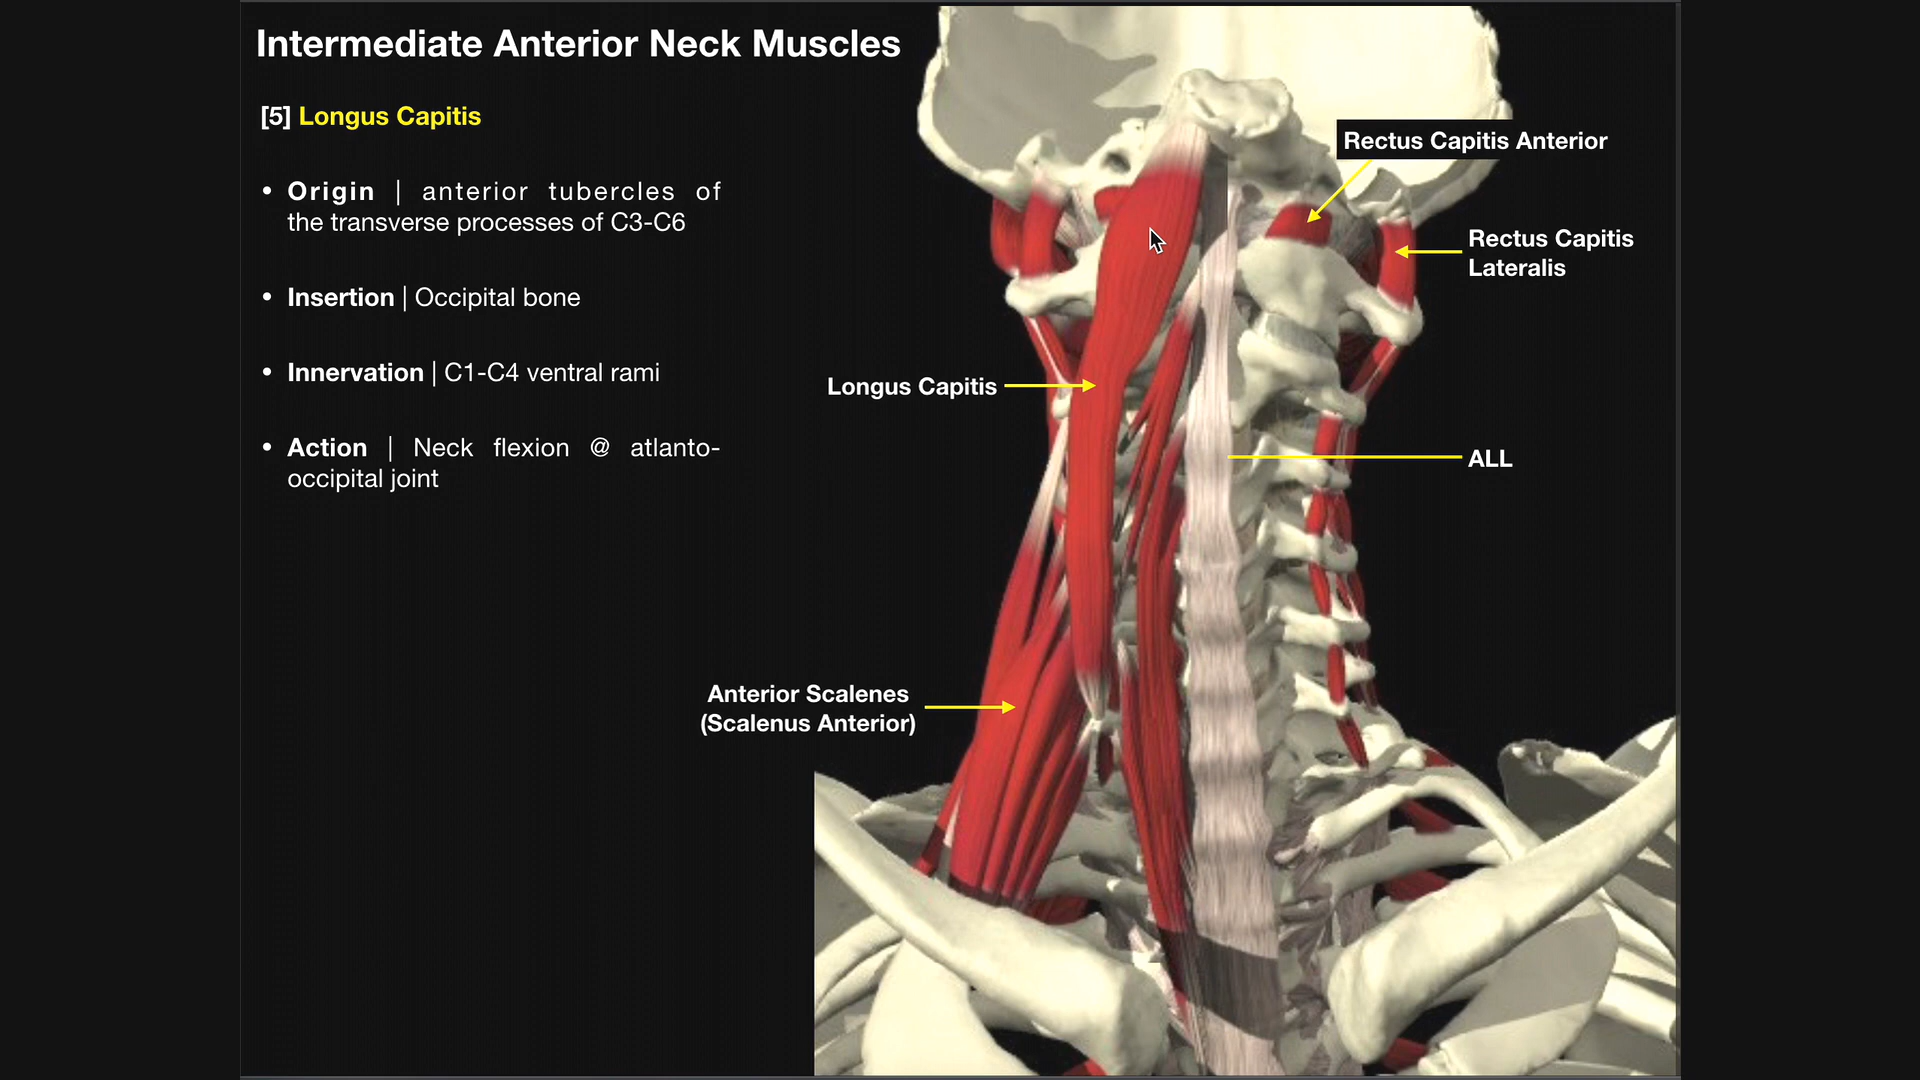 Intermediate Anterior Neck Muscles
[5] Longus Capitis
• Origin | anterior tubercles of
the transverse processes of C3-C6
• Insertion | Occipital bone
• Innervation | C1-C4 ventral rami
• Action | Neck flexion @ atlanto-
occipital joint
Rectus Capitis Anterior
Rectus Capitis
Lateralis
Longus Capitis
ALL
Anterior Scalenes
(Scalenus Anterior)